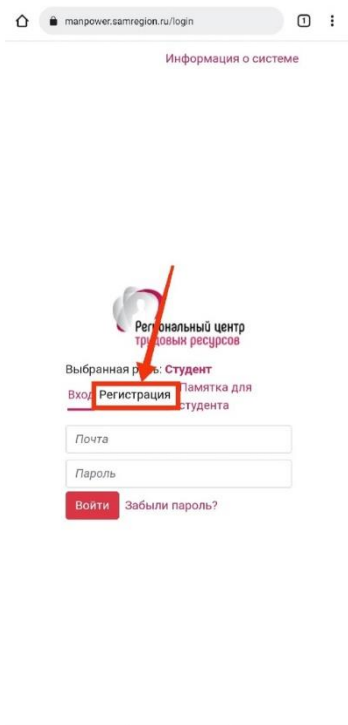 manpower.samregion.ru/login
1
Информация о системе
Региональный центр
трудовых ресурсов
Выбранная роль: Студент
Вход Регистрация Памятка для
студента
Почта
Пароль
Войти Забыли пароль?